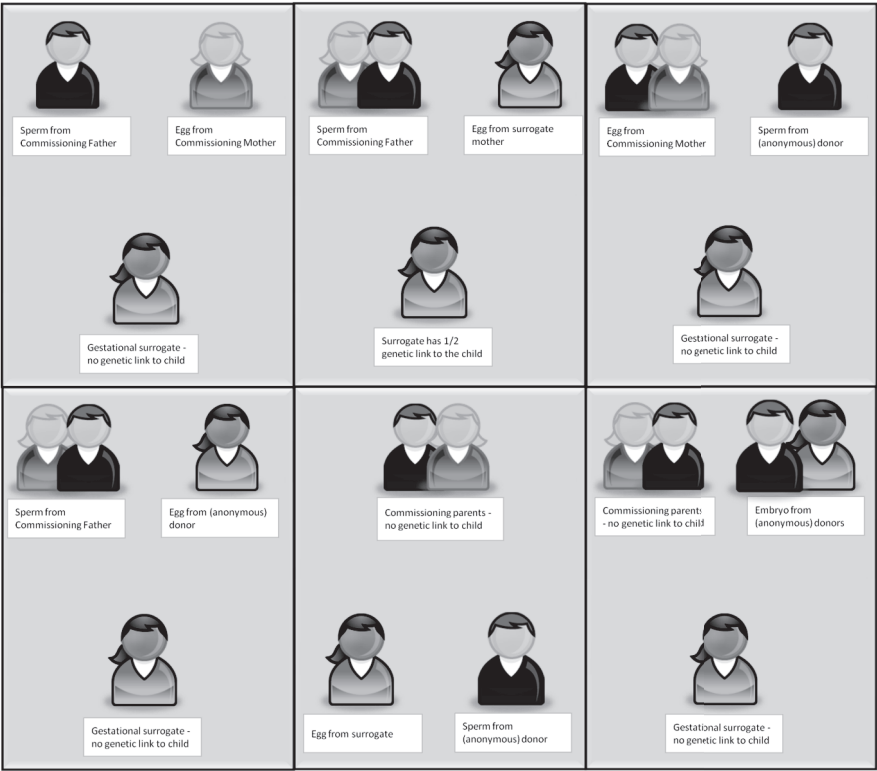 Sperm from
Commissioning Father
Egg from
Commissioning Mother
Gestational surrogate -
no genetic link to child
Sperm from
Commissioning Father
Egg from surrogate
mother
Surrogate has 1/2
genetic link to the child
Egg from
Commissioning Mother
Sperm from
(anonymous) donor
Gestational surrogate -
no genetic link to child
Sperm from
Commissioning Father
Egg from (anonymous)
donor
Gestational surrogate -
no genetic link to child
Commissioning parents -
no genetic link to child
Egg from surrogate
Sperm from
(anonymous) donor
Commissioning parents
- no genetic link to child
Embryo from
(anonymous) donors
Gestational surrogate -
no genetic link to child